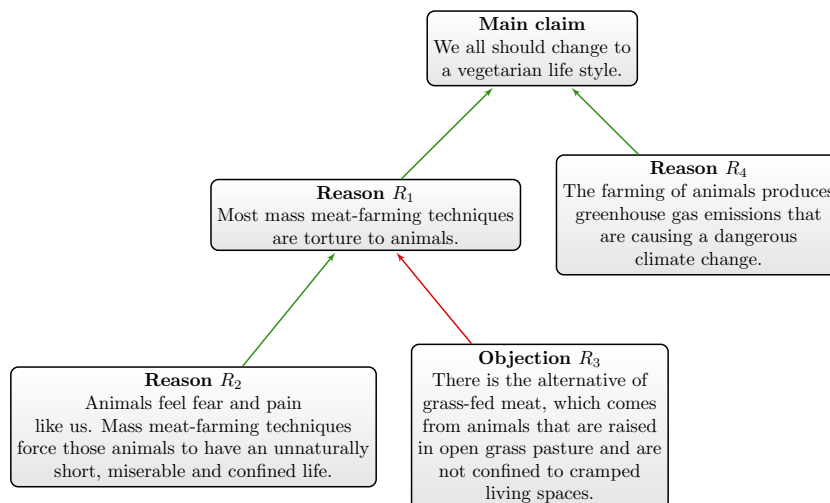 Main claim
We all should change to
a vegetarian life style.
Reason R₁
Most mass meat-farming techniques
are torture to animals.
Reason R₄
The farming of animals produces
greenhouse gas emissions that
are causing a dangerous
climate change.
Reason R₂
Animals feel fear and pain
like us. Mass meat-farming techniques
force those animals to have an unnaturally
short, miserable and confined life.
Objection R₃
There is the alternative of
grass-fed meat, which comes
from animals that are raised
in open grass pasture and are
not confined to cramped
living spaces.